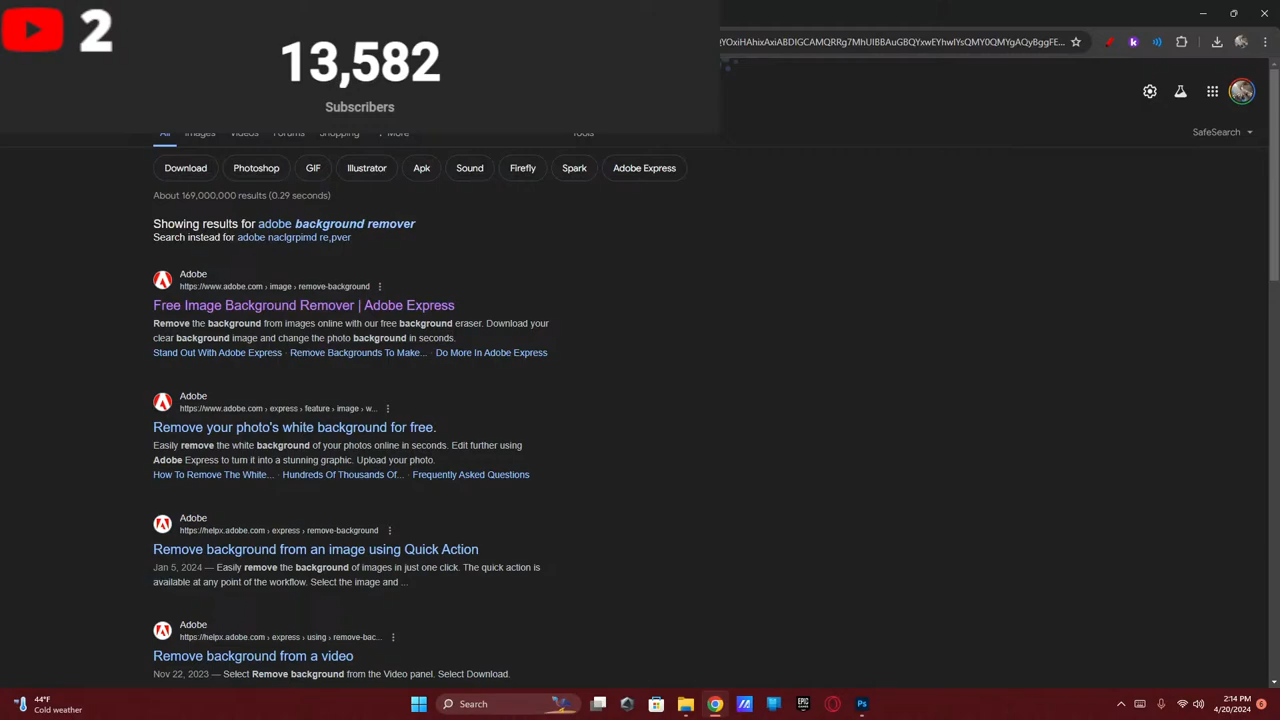 2
13,582
Subscribers
YOxiHAhixAxiABMGCAMQRRg7MhUIBBAuGBQYxwEYhwIYsQMY0QMYgAQyBggFE...
All Images Videos Forums Shopping More Tools
SafeSearch
Download Photoshop GIF Illustrator Apk Sound Firefly Spark Adobe Express
About 169,000,000 results (0.29 seconds)
Showing results for adobe background remover
Search instead for adobe naclgrpimd re,pver
Adobe
https://www.adobe.com › image › remove-background
Free Image Background Remover | Adobe Express
Remove the background from images online with our free background eraser. Download your
clear background image and change the photo background in seconds.
Stand Out With Adobe Express · Remove Backgrounds To Make... · Do More In Adobe Express
Adobe
https://www.adobe.com › express › feature › image › w...
Remove your photo's white background for free.
Easily remove the white background of your photos online in seconds. Edit further using
Adobe Express to turn it into a stunning graphic. Upload your photo.
How To Remove The White... · Hundreds Of Thousands Of... · Frequently Asked Questions
Adobe
https://helpx.adobe.com › express › remove-background
Remove background from an image using Quick Action
Jan 5, 2024 — Easily remove the background of images in just one click. The quick action is
available at any point of the workflow. Select the image and ...
Adobe
https://helpx.adobe.com › express › using › remove-bac...
Remove background from a video
Nov 22, 2023 — Select Remove background from the Video panel. Select Download.
44°F
Cold weather
Search
EPIC
Ps
2:14 PM
4/20/2024
6